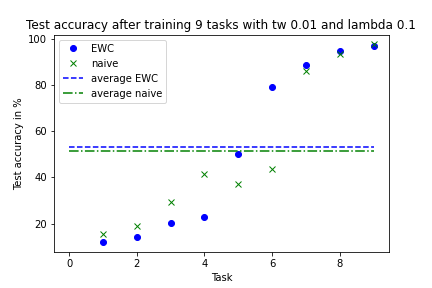 Test accuracy after training 9 tasks with tw 0.01 and lambda 0.1
EWC
naive
average EWC
average naive
Test accuracy in %
100
80
60
40
20
0
2
4
6
8
Task